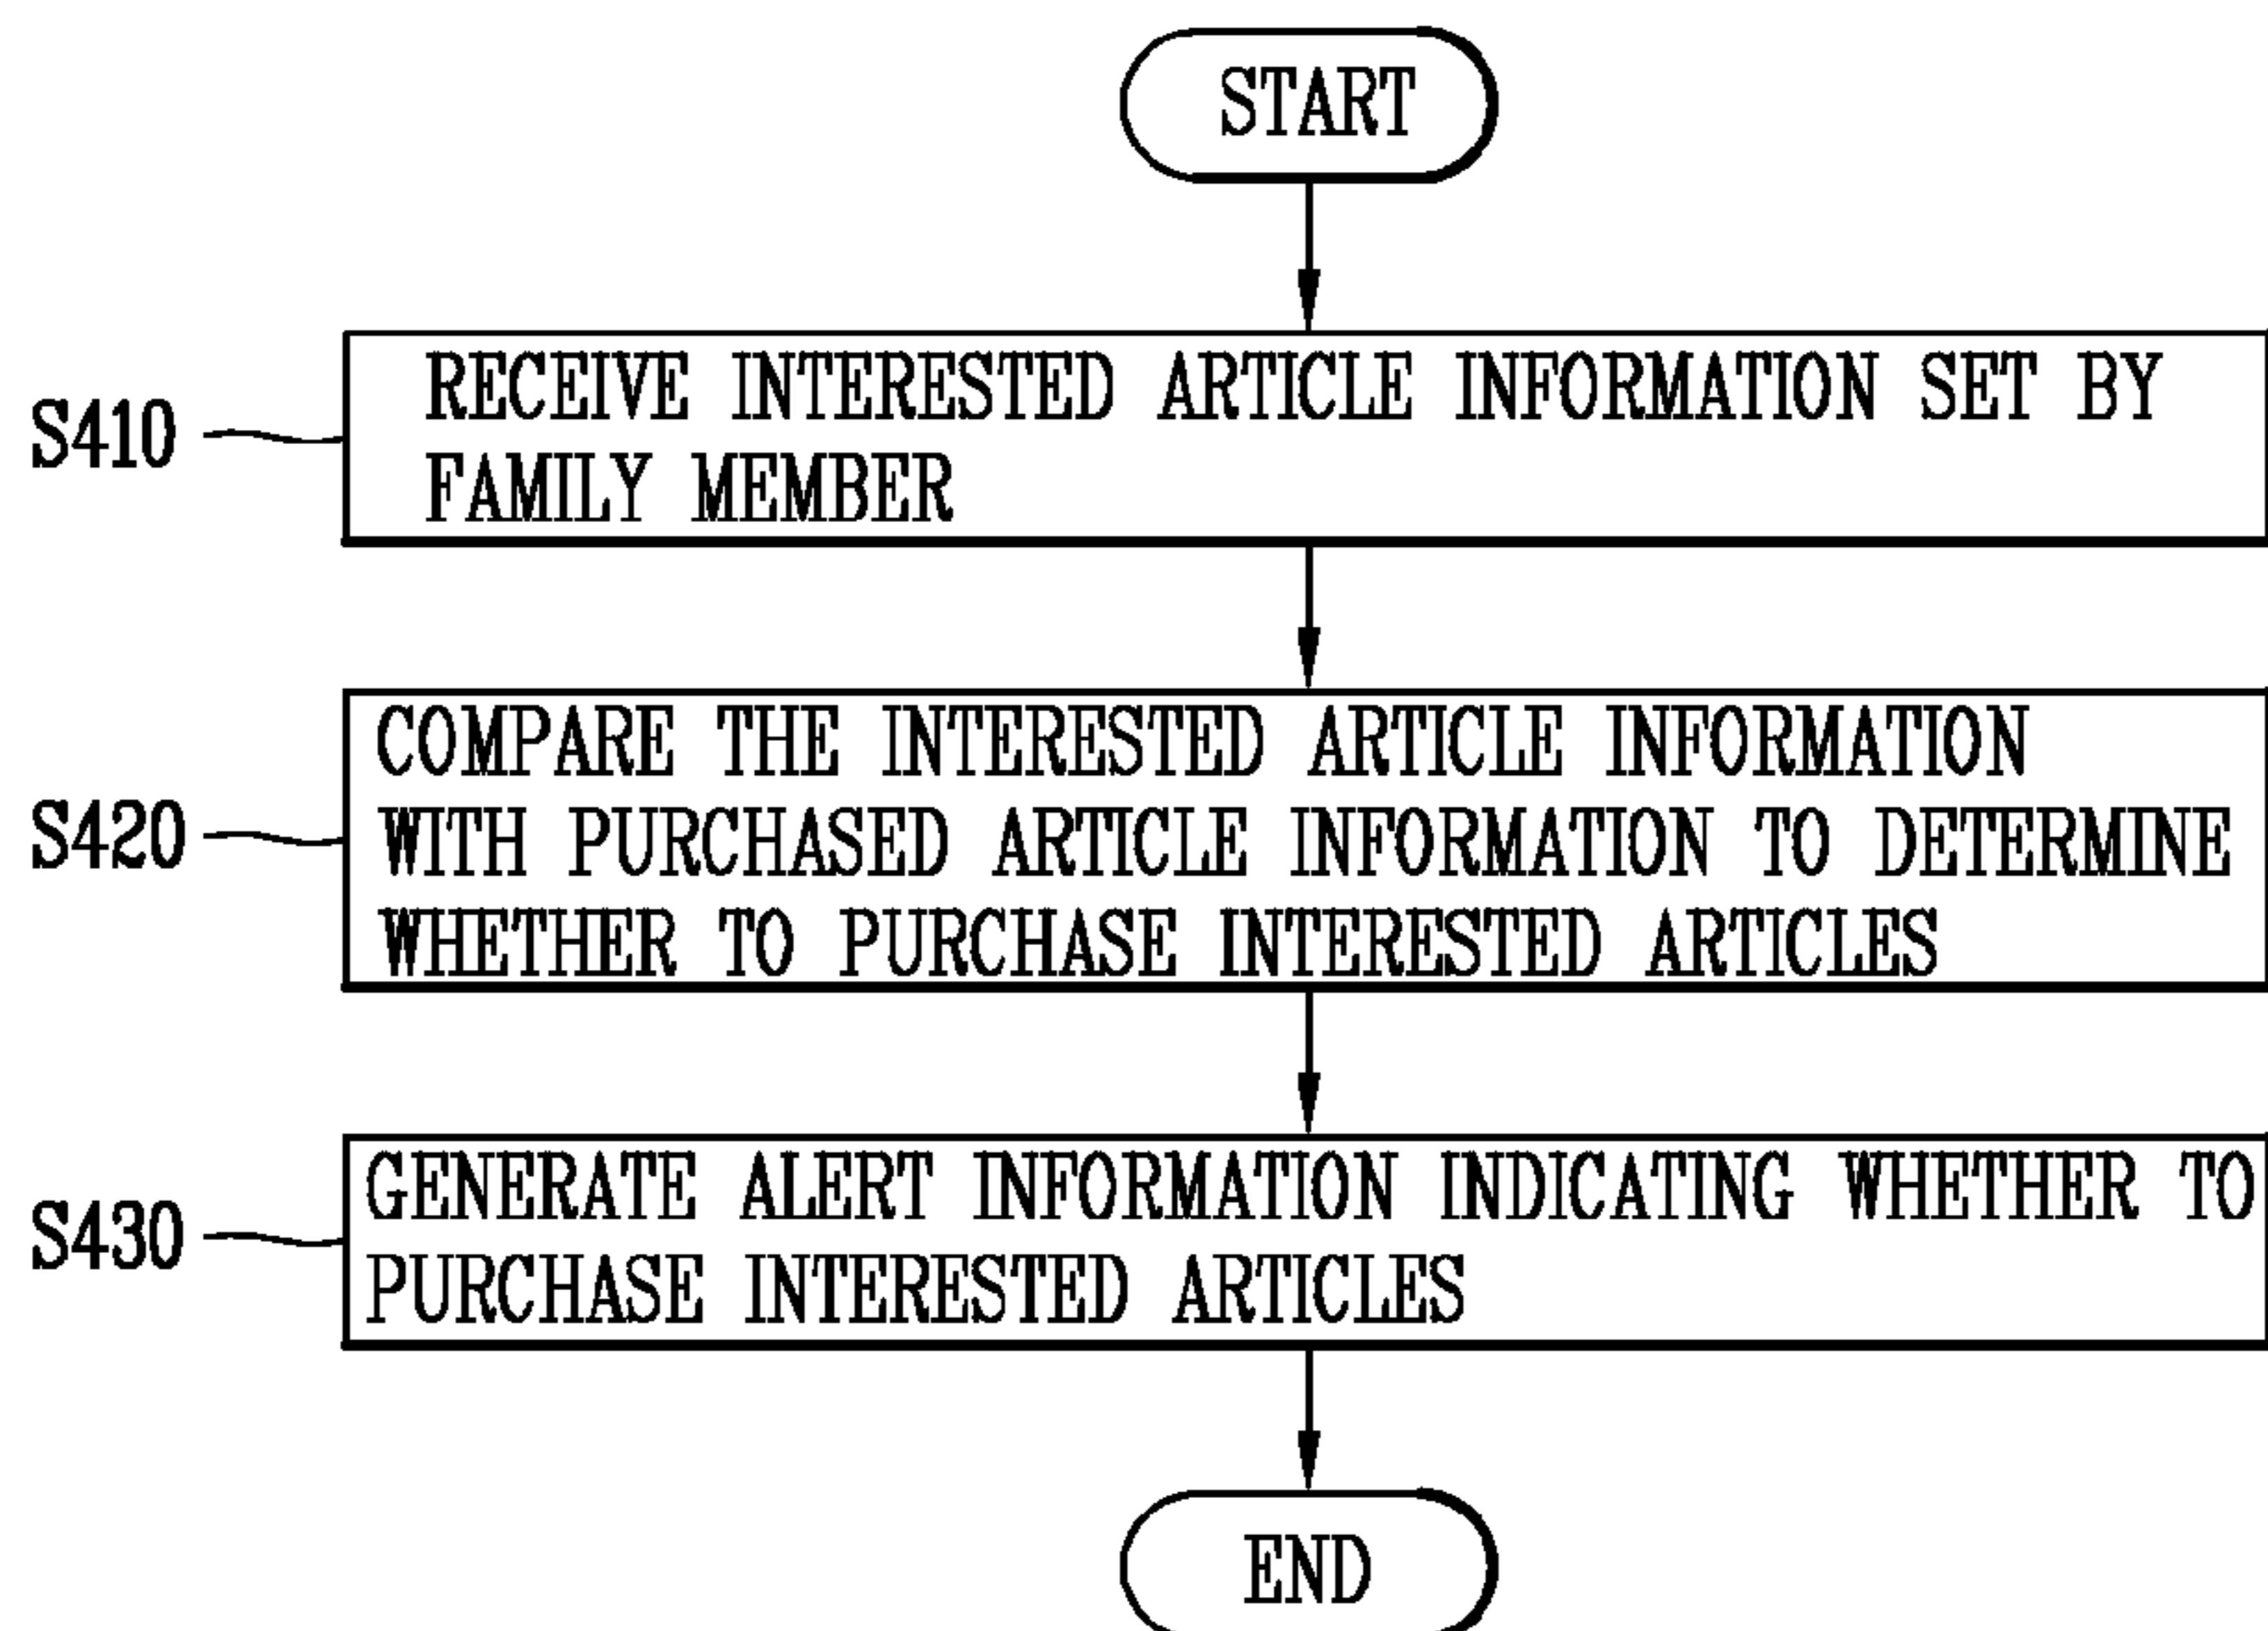 START
S410
RECEIVE INTERESTED ARTICLE INFORMATION SET BY
FAMILY MEMBER
S420
COMPARE THE INTERESTED ARTICLE INFORMATION
WITH PURCHASED ARTICLE INFORMATION TO DETERMINE
WHETHER TO PURCHASE INTERESTED ARTICLES
S430
GENERATE ALERT INFORMATION INDICATING WHETHER TO
PURCHASE INTERESTED ARTICLES
END